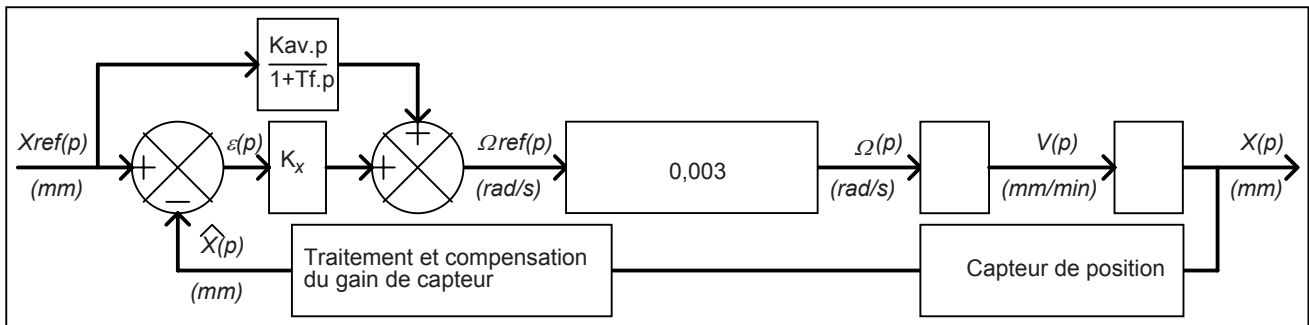 Kav.p
1+Tf.p
Xref(p)
ε(p)
Kx
Ωref(p)
0,003
Ω(p)
V(p)
X(p)
+
+
+
(mm)
(rad/s)
(rad/s)
(mm/min)
(mm)
−
X̂(p)
(mm)
Traitement et compensation
du gain de capteur
Capteur de position